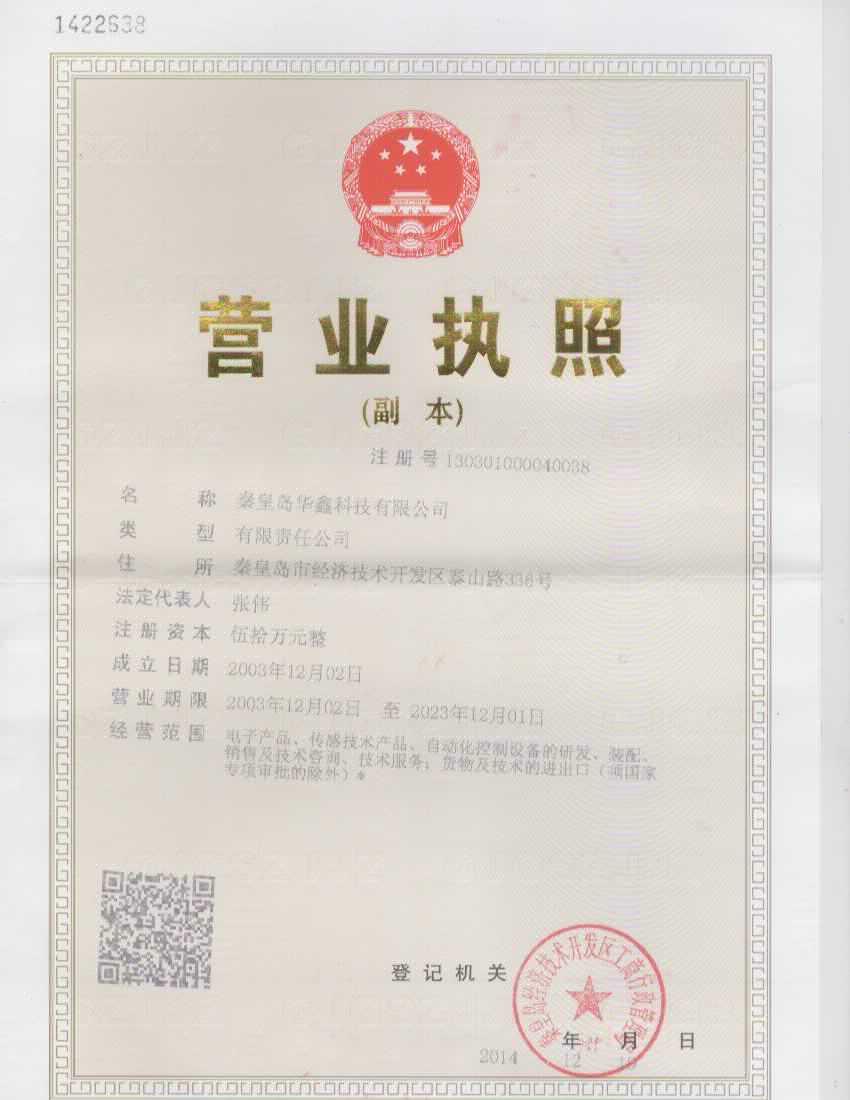 1422638
营业执照
(副 本)
注册号 130301000040038
名 称 秦皇岛华鑫科技有限公司
类 型 有限责任公司
住 所 秦皇岛市经济技术开发区泰山路338号
法定代表人 张伟
注册资本 伍拾万元整
成立日期 2003年12月02日
营业期限 2003年12月02日 至 2023年12月01日
经营范围 电子产品、传感技术产品、自动化控制设备的研发、装配、
销售及技术咨询、技术服务；货物及技术的进出口（须国家
专项审批的除外）*
登记机关
秦皇岛经济技术开发区工商行政管理局
年 月 日
2014 12